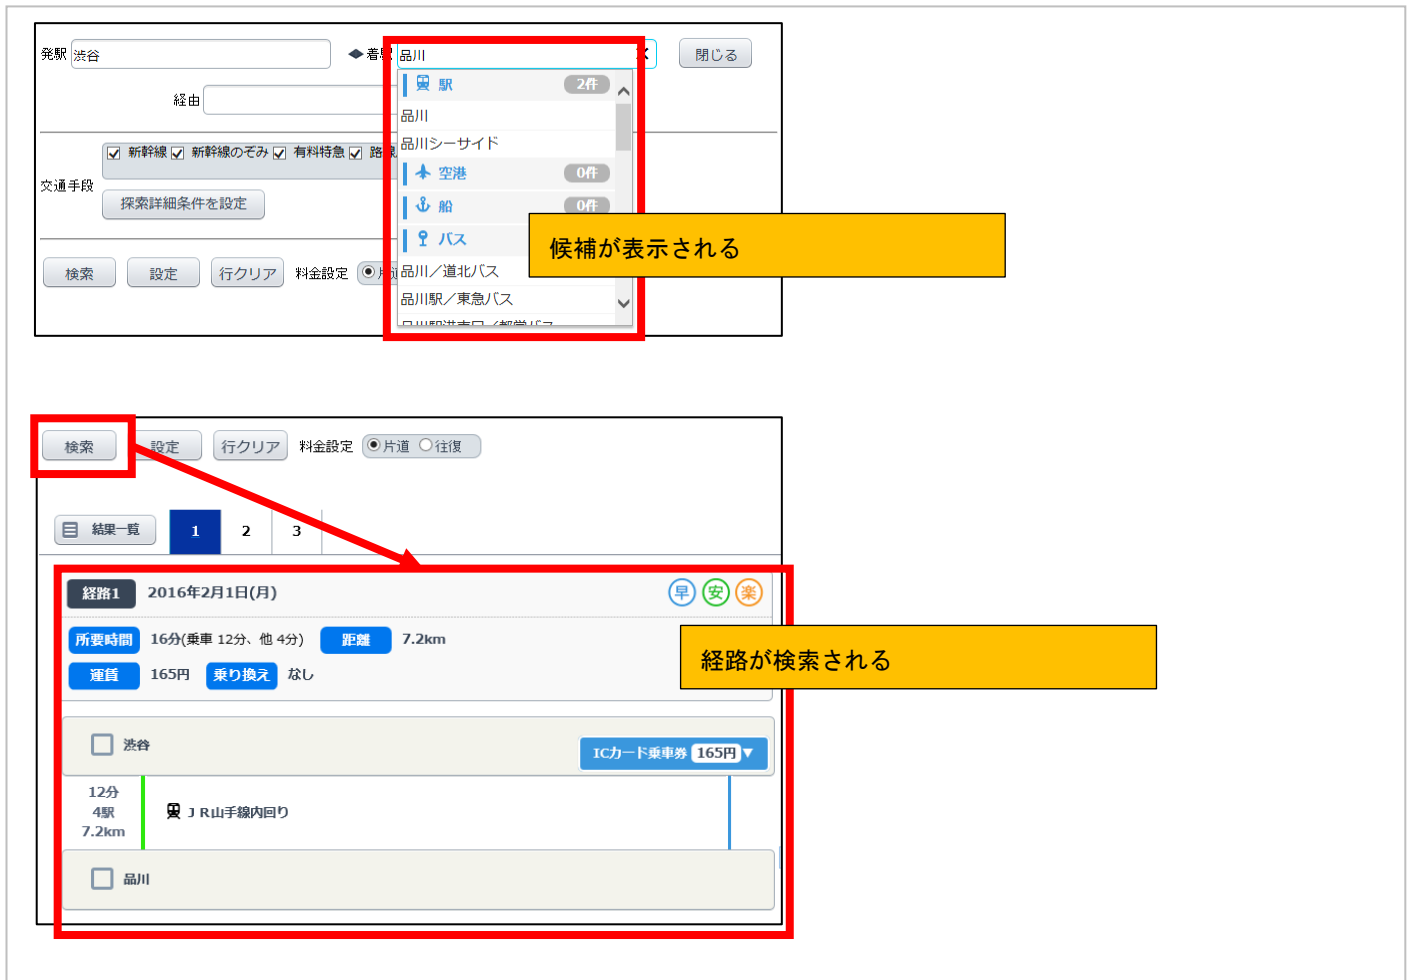 発駅 渋谷 着駅 品川 閉じる
駅 2件
経由
品川
品川シーサイド
新幹線 新幹線のぞみ 有料特急 路線
空港 0件
交通手段
探索詳細条件を設定
船 0件
バス
候補が表示される
検索 設定 行クリア 料金設定
品川／道北バス
品川駅／東急バス
検索 設定 行クリア 料金設定 片道 往復
結果一覧 1 2 3
経路1 2016年2月1日(月) 早 安 楽
所要時間 16分(乗車 12分、他 4分) 距離 7.2km
運賃 165円 乗り換え なし
経路が検索される
渋谷 ICカード乗車券 165円▼
12分
4駅
7.2km
ＪＲ山手線内回り
品川